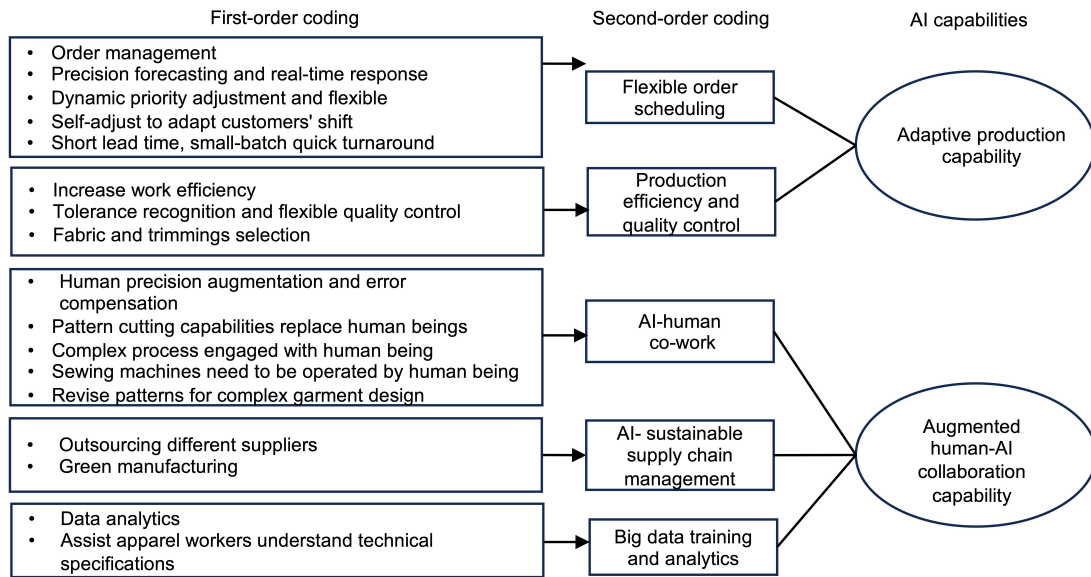 First-order coding
Second-order coding
AI capabilities
• Order management
• Precision forecasting and real-time response
• Dynamic priority adjustment and flexible
• Self-adjust to adapt customers' shift
• Short lead time, small-batch quick turnaround
Flexible order
scheduling
Adaptive production
capability
• Increase work efficiency
• Tolerance recognition and flexible quality control
• Fabric and trimmings selection
Production
efficiency and
quality control
• Human precision augmentation and error
compensation
• Pattern cutting capabilities replace human beings
• Complex process engaged with human being
• Sewing machines need to be operated by human being
• Revise patterns for complex garment design
AI-human
co-work
• Outsourcing different suppliers
• Green manufacturing
AI- sustainable
supply chain
management
Augmented
human-AI
collaboration
capability
• Data analytics
• Assist apparel workers understand technical
specifications
Big data training
and analytics